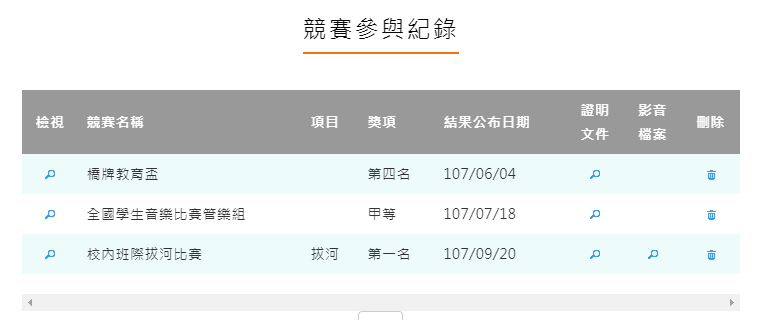 競賽參與紀錄
檢視 競賽名稱 項目 獎項 結果公布日期 證明文件 影音檔案 刪除
橋牌教育盃 第四名 107/06/04
全國學生音樂比賽管樂組 甲等 107/07/18
校內班際拔河比賽 拔河 第一名 107/09/20